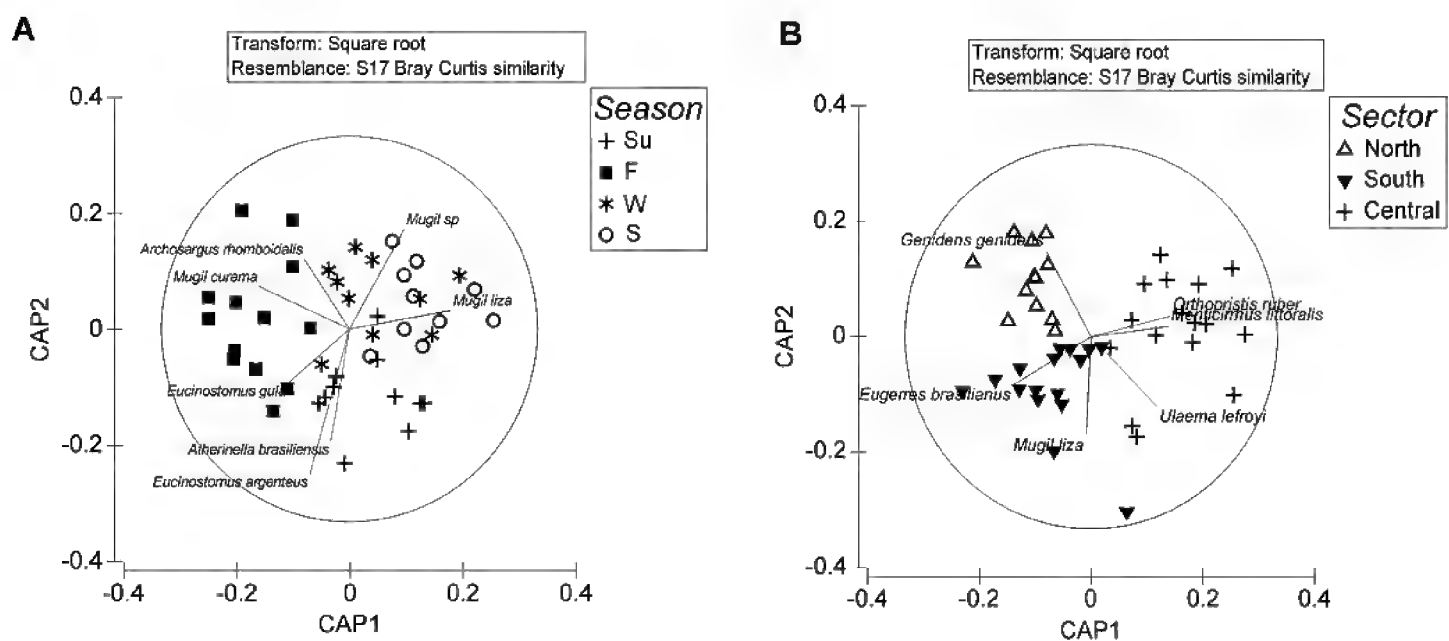 A
Transform: Square root
Resemblance: S17 Bray Curtis similarity
Season
Su
F
W
S
0.4
0.2
0
-0.2
-0.4
CAP2
Mugil sp
Archosargus rhomboidalis
Mugil curema
Mugil liza
Eucinostomus gula
Atherinella brasiliensis
Eucinostomus argenteus
-0.4
-0.2
0
0.2
0.4
CAP1
B
Transform: Square root
Resemblance: S17 Bray Curtis similarity
Sector
North
South
Central
0.4
0.2
0
-0.2
-0.4
CAP2
Genidens genidens
Orthopristis ruber
Menticirrhus littoralis
Eugerres brasilianus
Ulaema lefroyi
Mugil liza
-0.4
-0.2
0
0.2
0.4
CAP1